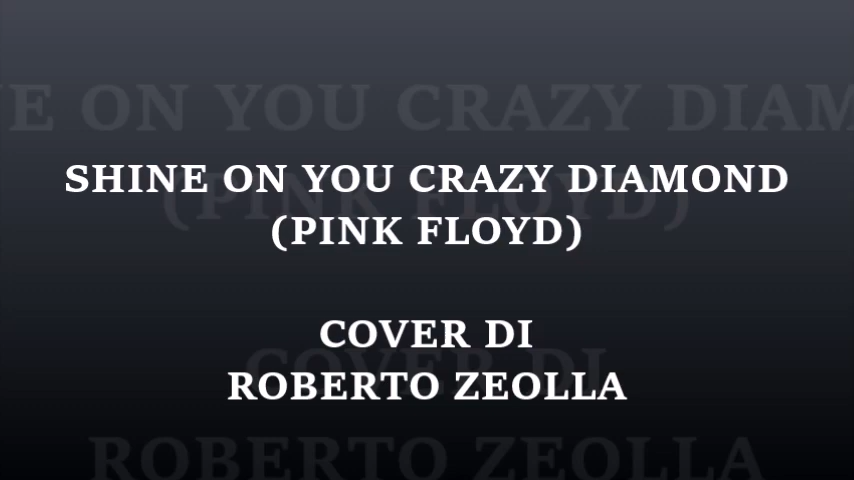 SHINE ON YOU CRAZY DIAMOND
(PINK FLOYD)
COVER DI
ROBERTO ZEOLLA